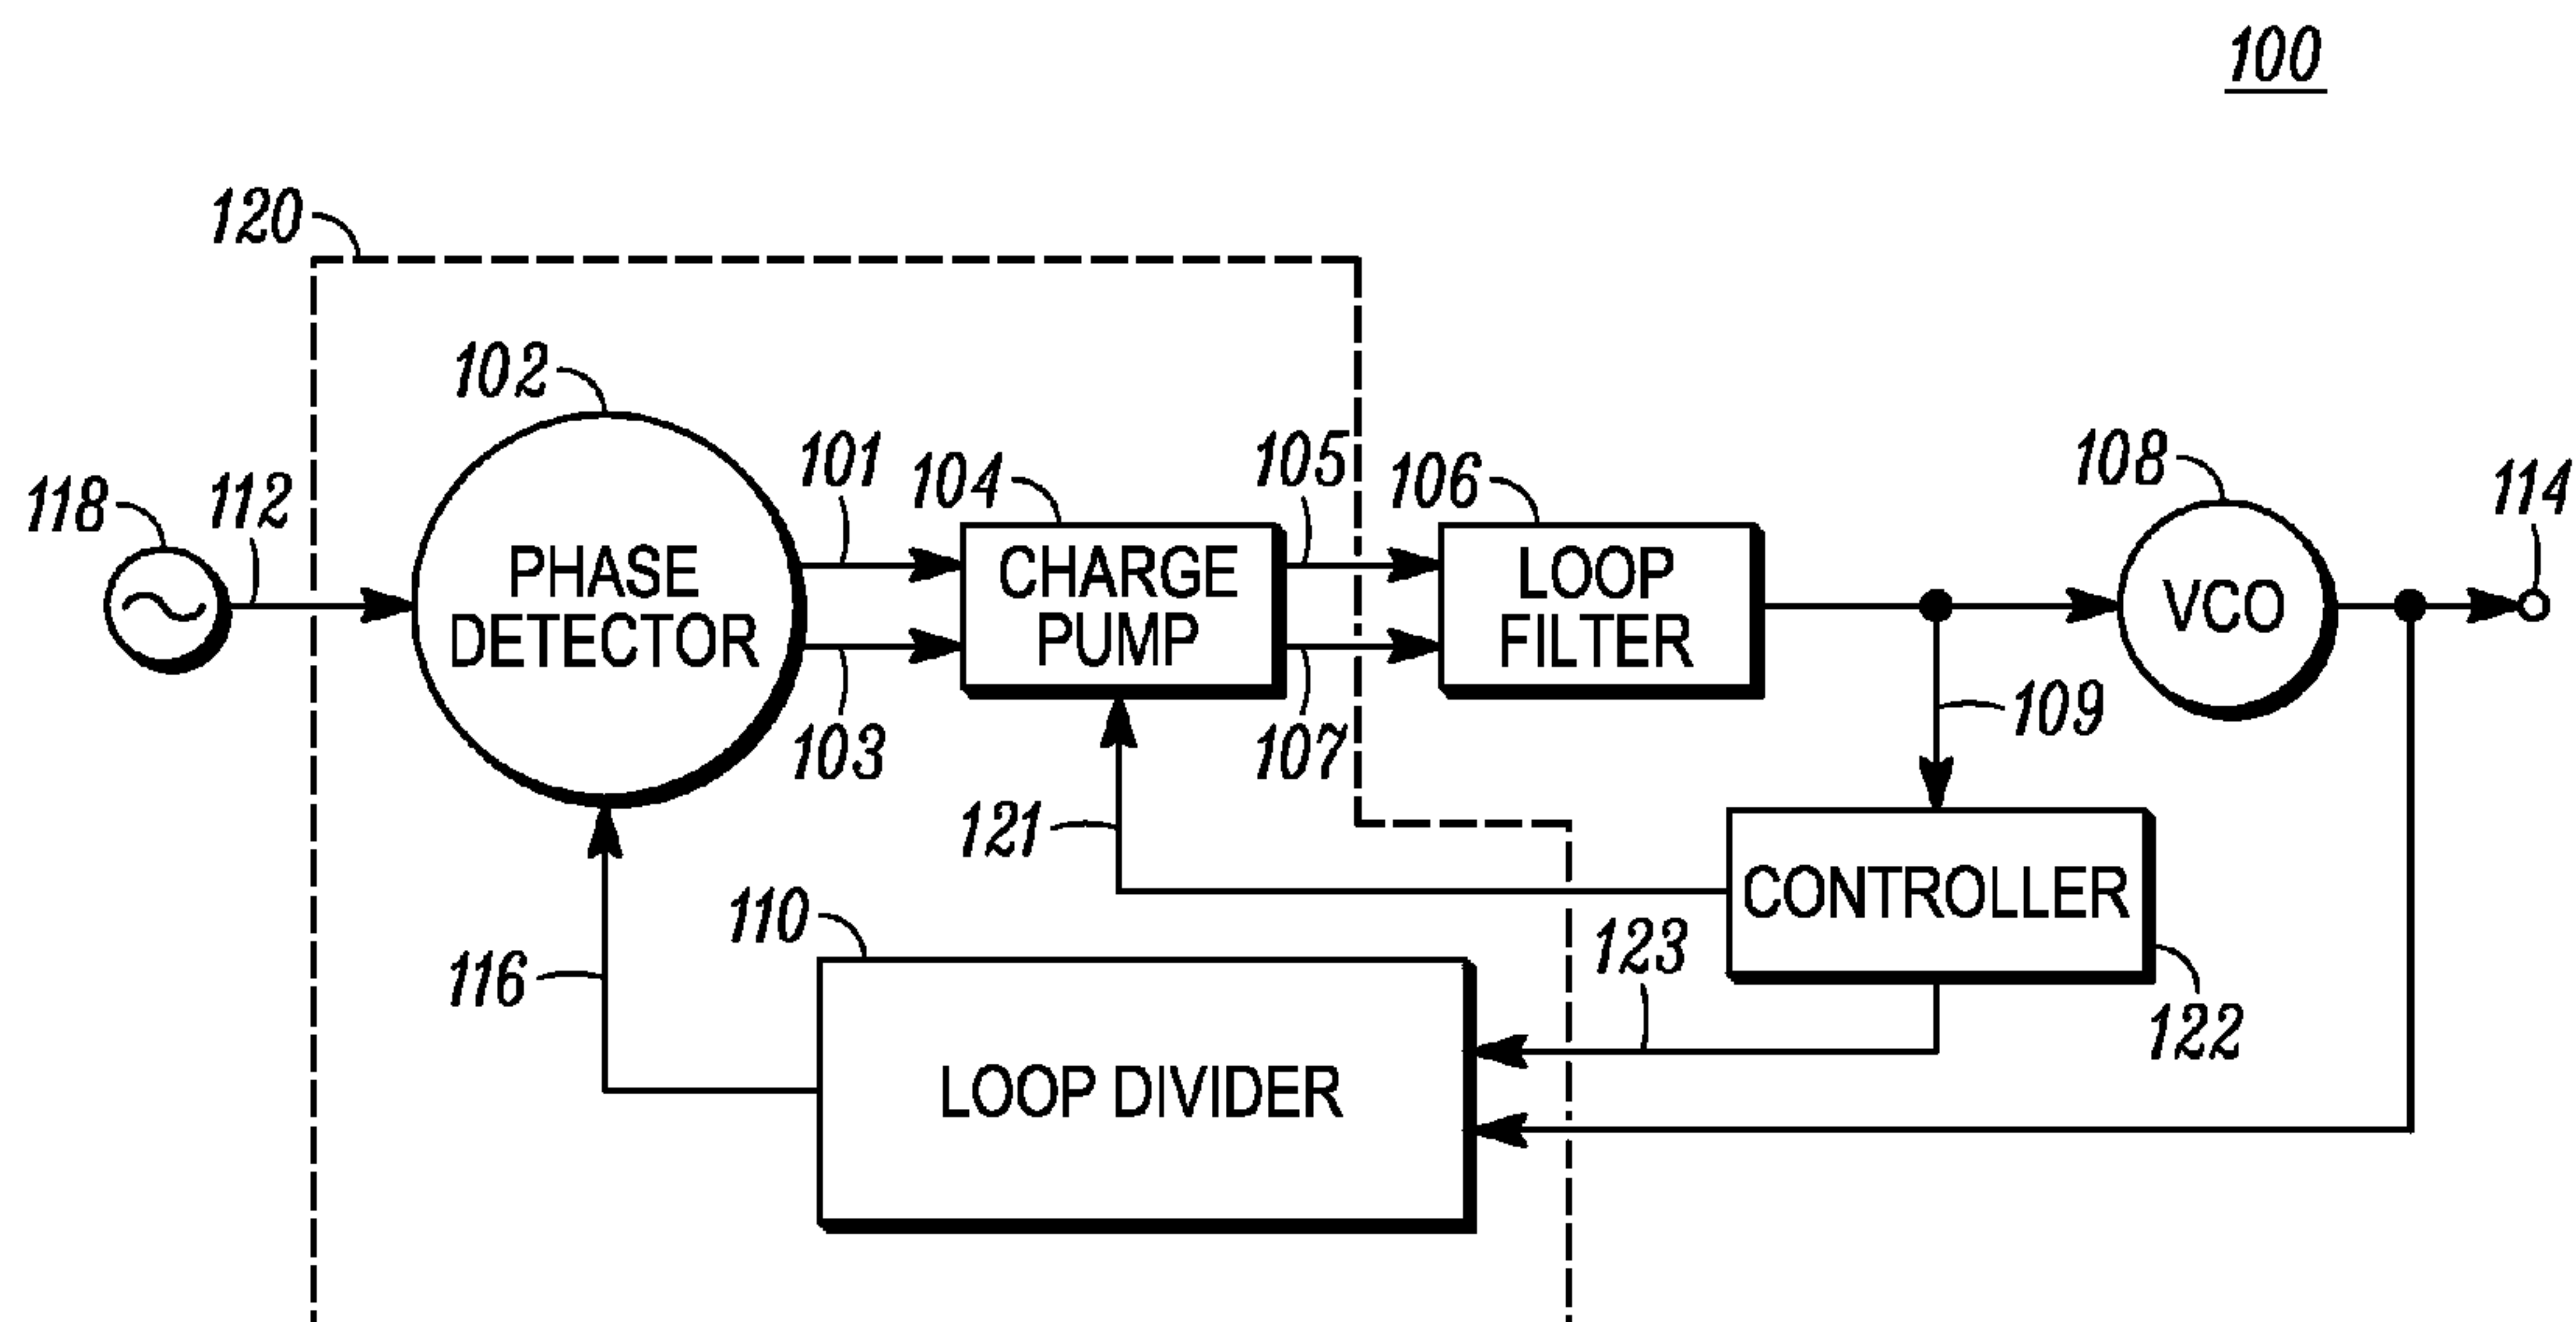 100
120
102
118
112
101
104
105
106
108
114
PHASE
DETECTOR
CHARGE
PUMP
LOOP
FILTER
VCO
103
107
109
121
CONTROLLER
110
123
116
122
LOOP DIVIDER